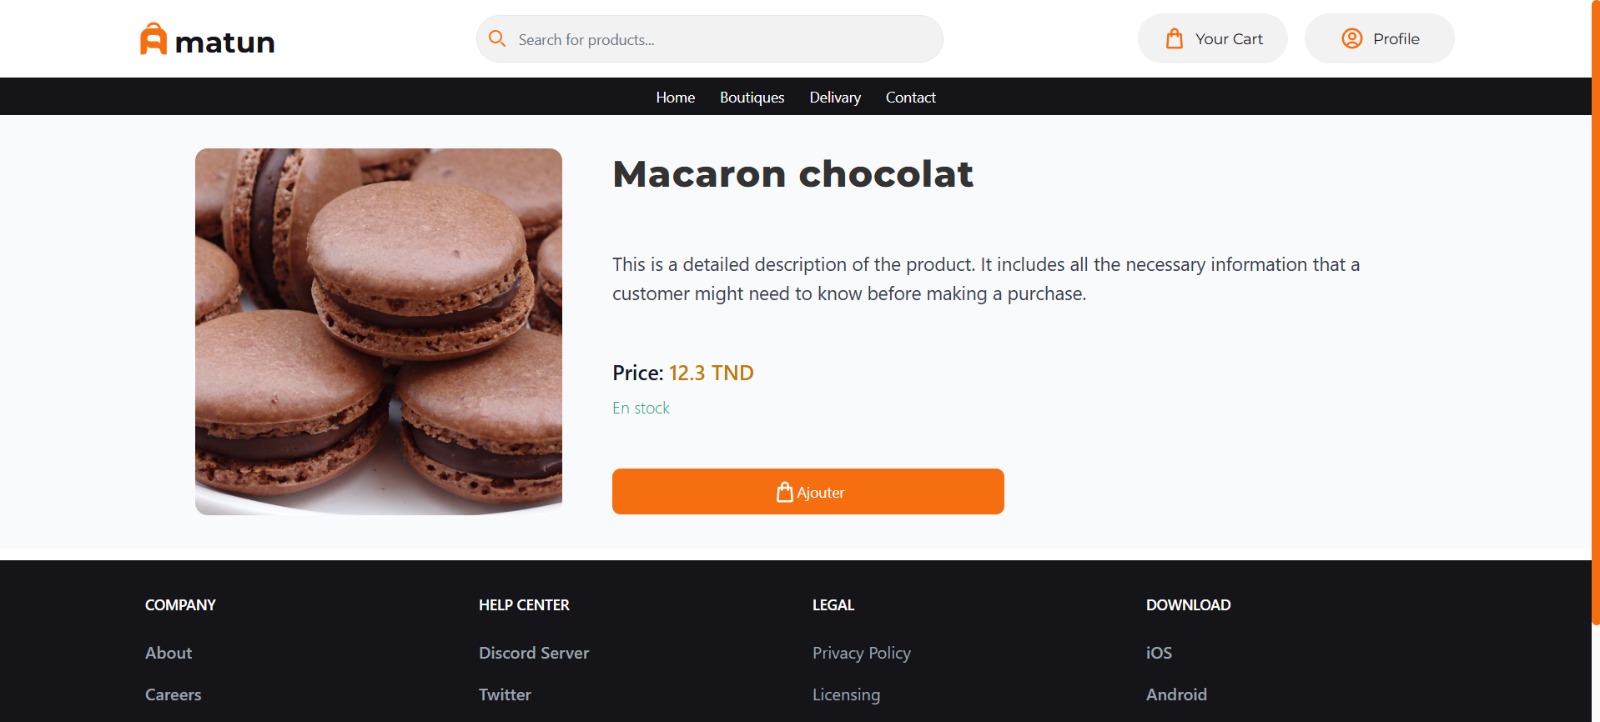 Amatun
Search for products...
Your Cart
Profile
Home
Boutiques
Delivary
Contact
Macaron chocolat
This is a detailed description of the product. It includes all the necessary information that a
customer might need to know before making a purchase.
Price: 12.3 TND
En stock
Ajouter
COMPANY
HELP CENTER
LEGAL
DOWNLOAD
About
Discord Server
Privacy Policy
iOS
Careers
Twitter
Licensing
Android